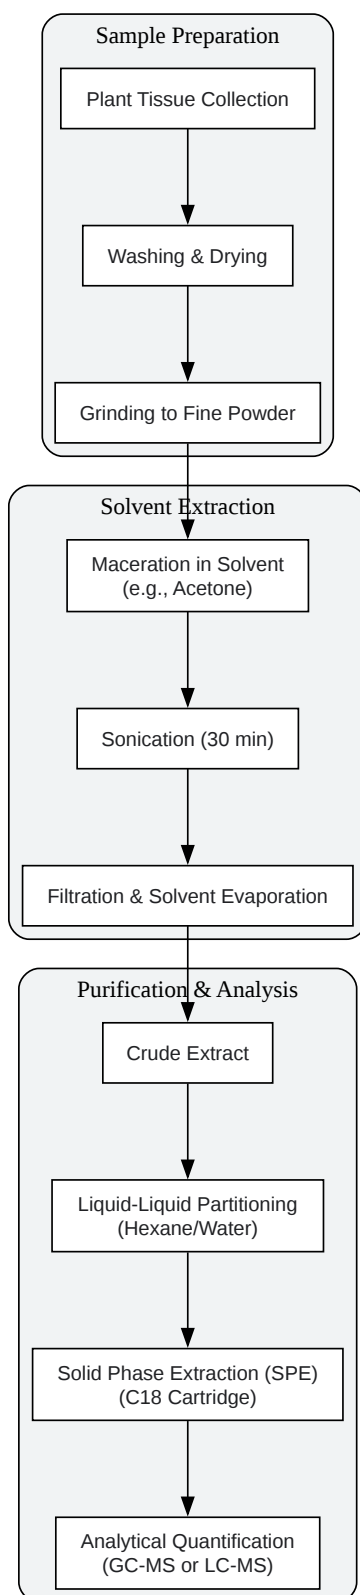 Sample Preparation
Plant Tissue Collection
Washing & Drying
Grinding to Fine Powder
Solvent Extraction
Maceration in Solvent
(e.g., Acetone)
Sonication (30 min)
Filtration & Solvent Evaporation
Purification & Analysis
Crude Extract
Liquid-Liquid Partitioning
(Hexane/Water)
Solid Phase Extraction (SPE)
(C18 Cartridge)
Analytical Quantification
(GC-MS or LC-MS)